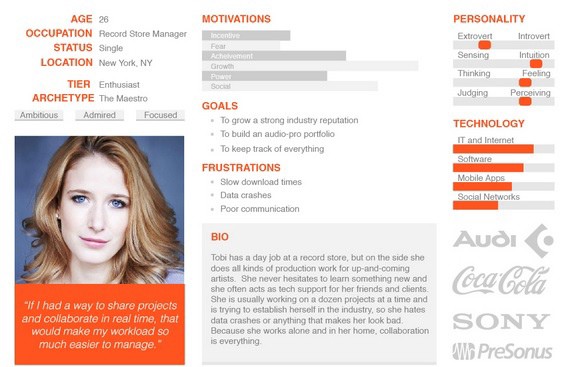 AGE 26
OCCUPATION Record Store Manager
STATUS Single
LOCATION New York, NY
TIER Enthusiast
ARCHETYPE The Maestro
Ambitious Admired Focused
“If I had a way to share projects
and collaborate in real time, that
would make my workload so
much easier to manage.”
MOTIVATIONS
Incentive
Fear
Achievement
Growth
Power
Social
GOALS
To grow a strong industry reputation
To build an audio-pro portfolio
To keep track of everything
FRUSTRATIONS
Slow download times
Data crashes
Poor communication
BIO
Tobi has a day job at a record store, but on the side she
does all kinds of production work for up-and-coming
artists. She never hesitates to learn something new and
she often acts as tech support for her friends and clients.
She is usually working on a dozen projects at a time and
is trying to establish herself in the industry, so she hates
data crashes or anything that makes her look bad.
Because she works alone and in her home, collaboration
is everything.
PERSONALITY
Extrovert Introvert
Sensing Intuition
Thinking Feeling
Judging Perceiving
TECHNOLOGY
IT and Internet
Software
Mobile Apps
Social Networks
Audi
Coca-Cola
SONY
PreSonus